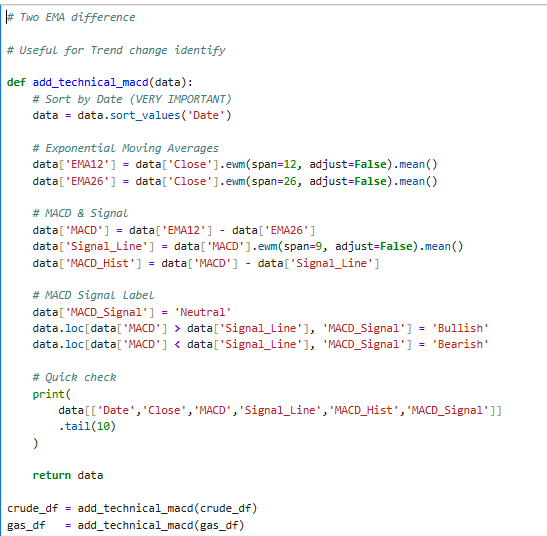 # Two EMA difference
# Useful for Trend change identify
def add_technical_macd(data):
    # Sort by Date (VERY IMPORTANT)
    data = data.sort_values('Date')
    # Exponential Moving Averages
    data['EMA12'] = data['Close'].ewm(span=12, adjust=False).mean()
    data['EMA26'] = data['Close'].ewm(span=26, adjust=False).mean()
    # MACD & Signal
    data['MACD'] = data['EMA12'] - data['EMA26']
    data['Signal_Line'] = data['MACD'].ewm(span=9, adjust=False).mean()
    data['MACD_Hist'] = data['MACD'] - data['Signal_Line']
    # MACD Signal Label
    data['MACD_Signal'] = 'Neutral'
    data.loc[data['MACD'] > data['Signal_Line'], 'MACD_Signal'] = 'Bullish'
    data.loc[data['MACD'] < data['Signal_Line'], 'MACD_Signal'] = 'Bearish'
    # Quick check
    print(
        data[['Date','Close','MACD','Signal_Line','MACD_Hist','MACD_Signal']]
        .tail(10)
    )
    return data
crude_df = add_technical_macd(crude_df)
gas_df   = add_technical_macd(gas_df)